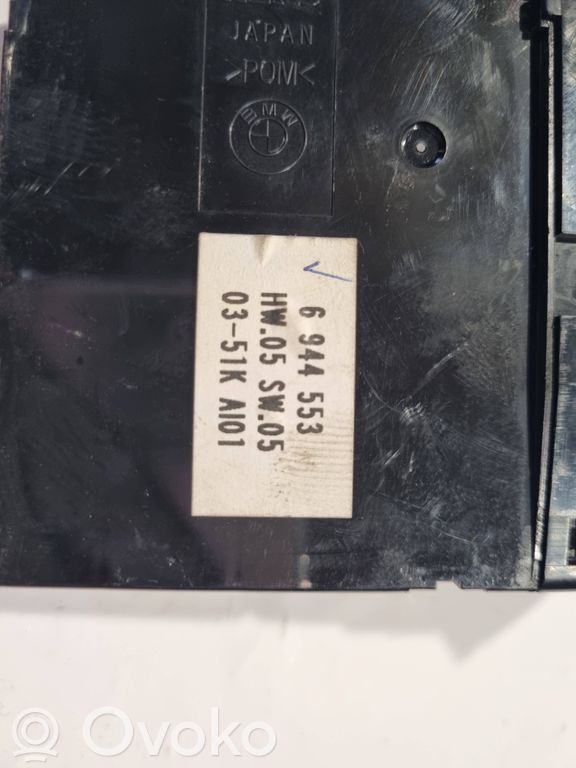 JAPAN
>POM<
BMW
6 944 553
HW.05 SW.05
03-51K AI01
Ovoko